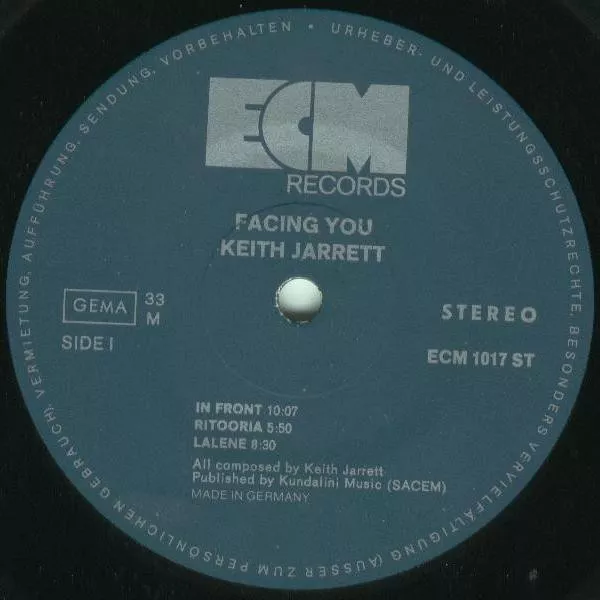 ECM
RECORDS
FACING YOU
KEITH JARRETT
GEMA
33
M
SIDE I
STEREO
ECM 1017 ST
IN FRONT 10:07
RITOORIA 5:50
LALENE 8:30
All composed by Keith Jarrett
Published by Kundalini Music (SACEM)
MADE IN GERMANY
URHEBER- UND LEISTUNGSSCHUTZRECHTE, BESONDERS VERVIELFÄLTIGUNG (AUSSER ZUM PERSÖNLICHEN GEBRAUCH), VERMIETUNG, AUFFÜHRUNG, SENDUNG, VORBEHALTEN •